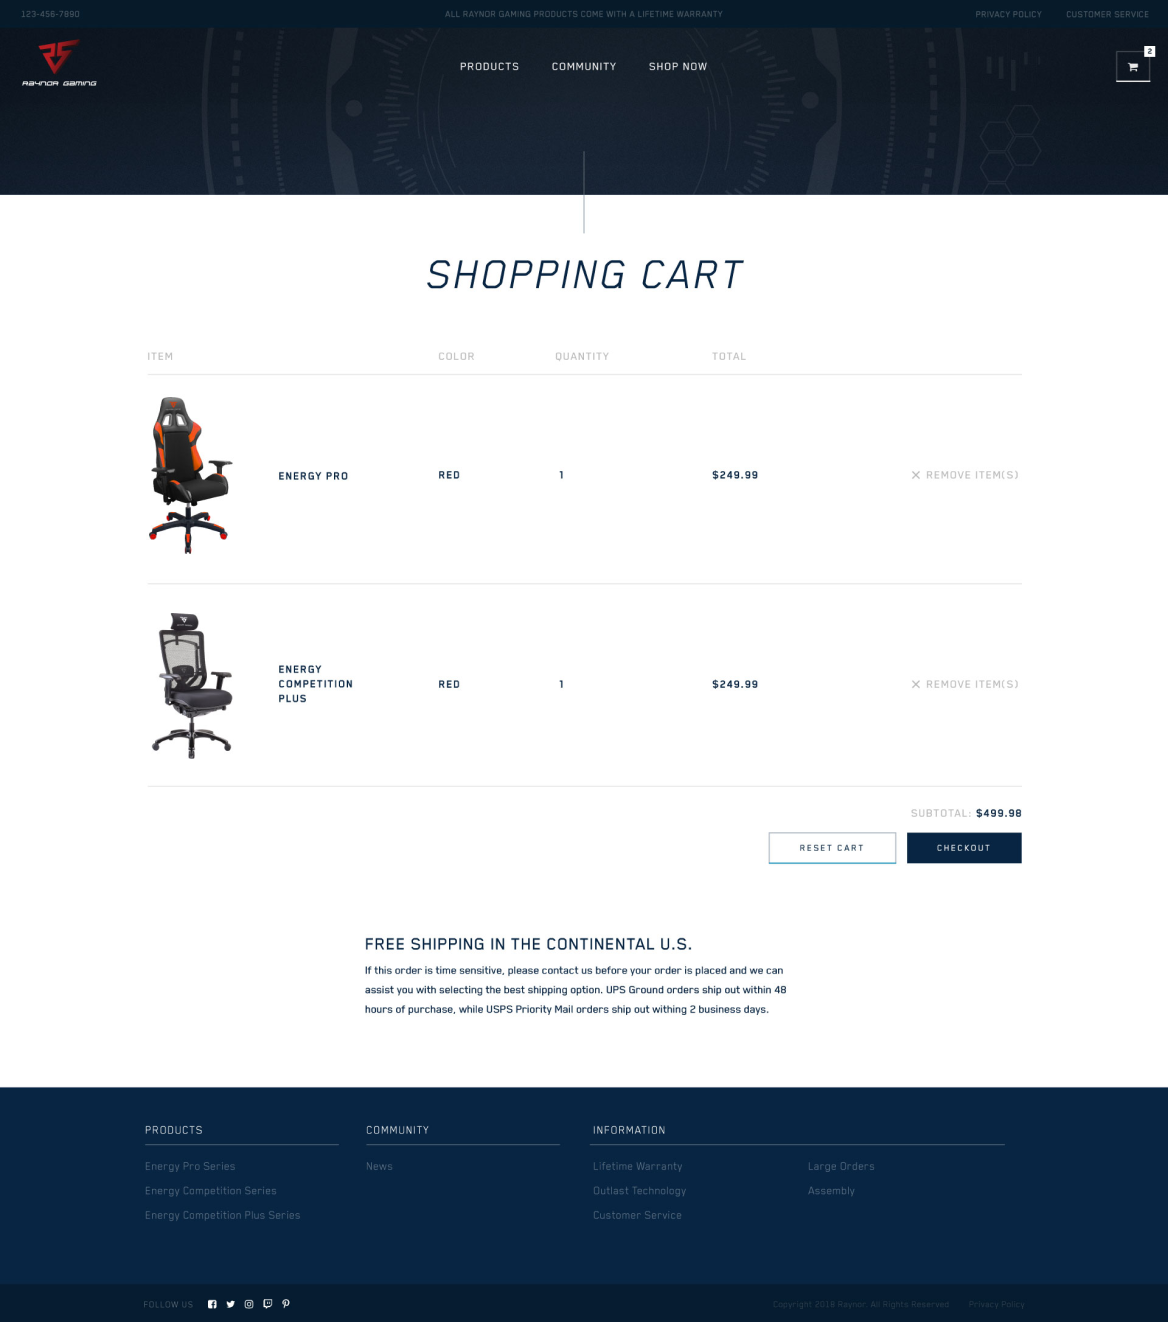 123-456-7890
ALL RAYNOR GAMING PRODUCTS COME WITH A LIFETIME WARRANTY
PRIVACY POLICY
CUSTOMER SERVICE
RAYNOR GAMING
PRODUCTS
COMMUNITY
SHOP NOW
2
SHOPPING CART
ITEM
COLOR
QUANTITY
TOTAL
ENERGY PRO
RED
1
$249.99
REMOVE ITEM(S)
ENERGY
COMPETITION
PLUS
RED
1
$249.99
REMOVE ITEM(S)
SUBTOTAL: $499.98
RESET CART
CHECKOUT
FREE SHIPPING IN THE CONTINENTAL U.S.
If this order is time sensitive, please contact us before your order is placed and we can
assist you with selecting the best shipping option. UPS Ground orders ship out within 48
hours of purchase, while USPS Priority Mail orders ship out withing 2 business days.
PRODUCTS
Energy Pro Series
Energy Competition Series
Energy Competition Plus Series
COMMUNITY
News
INFORMATION
Lifetime Warranty
Outlast Technology
Customer Service
Large Orders
Assembly
FOLLOW US
Copyright 2018 Raynor. All Rights Reserved
Privacy Policy